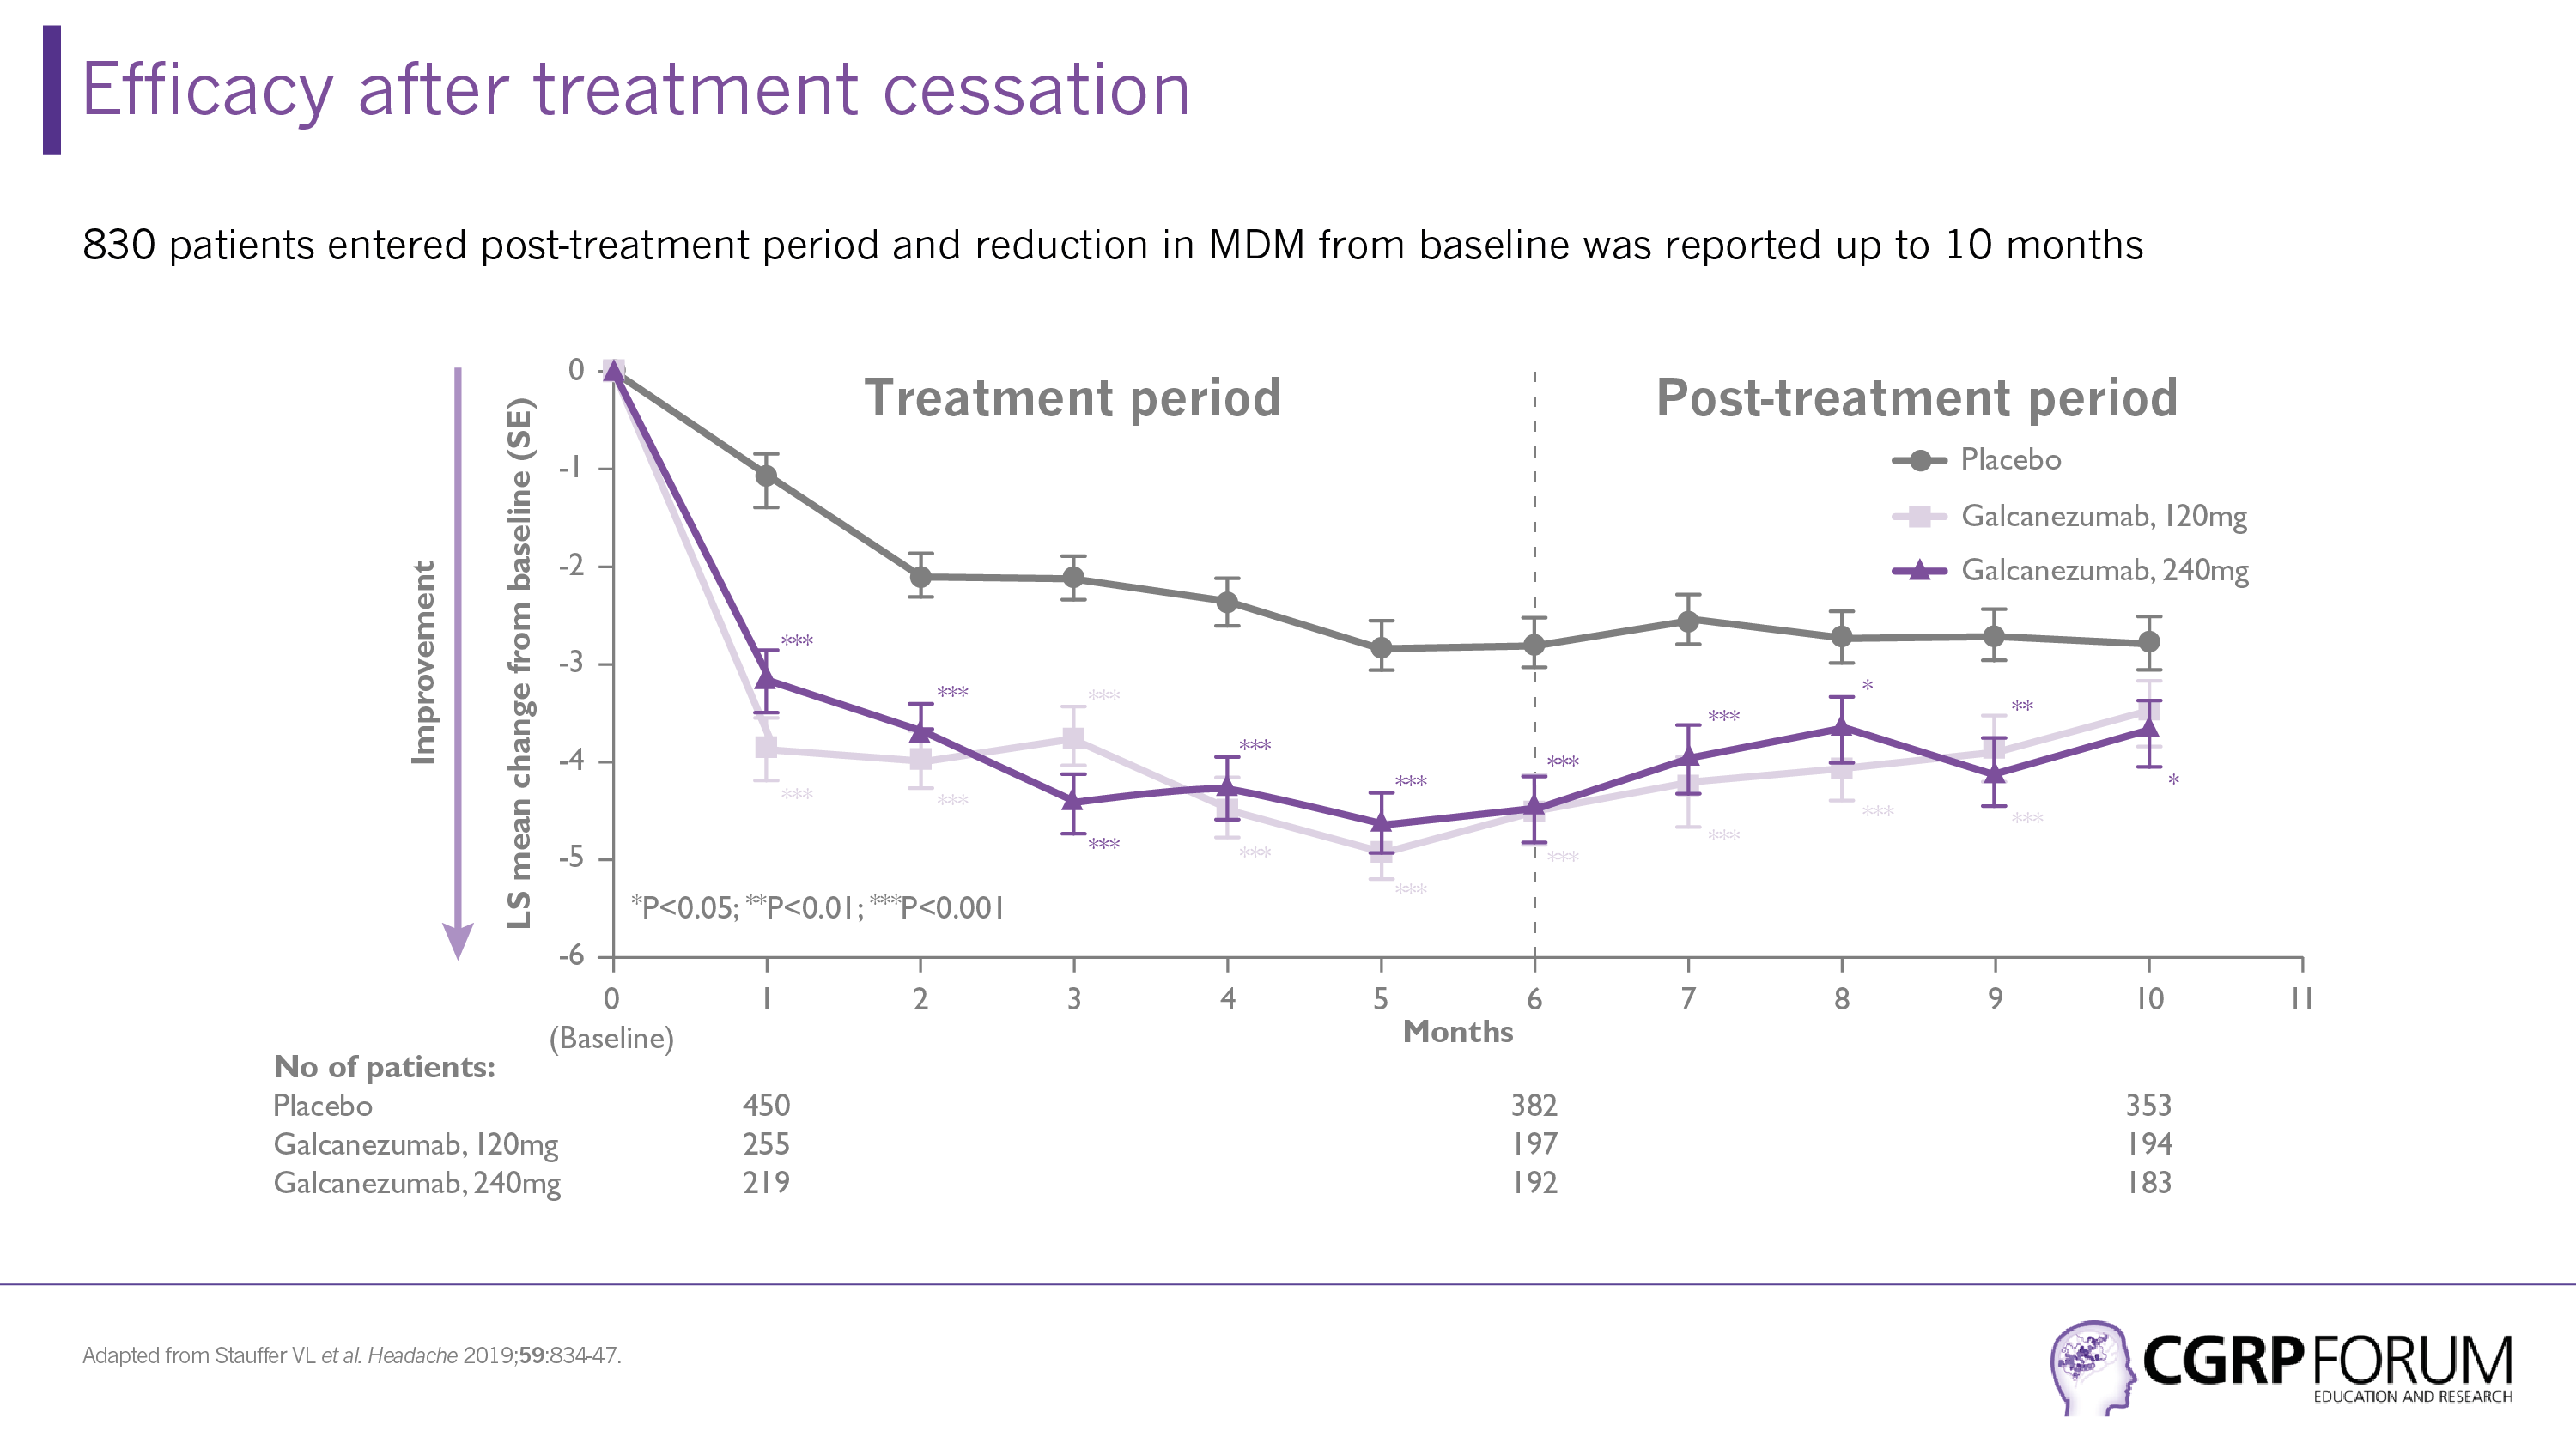 Efficacy after treatment cessation
830 patients entered post-treatment period and reduction in MDM from baseline was reported up to 10 months
Improvement
LS mean change from baseline (SE)
0
-1
-2
-3
-4
-5
-6
Treatment period
Post-treatment period
Placebo
Galcanezumab, 120mg
Galcanezumab, 240mg
***
***
***
***
***
***
***
***
***
***
***
***
***
***
*
***
**
***
*
*P<0.05; **P<0.01; ***P<0.001
0 1 2 3 4 5 6 7 8 9 10 11
(Baseline)
Months
No of patients:
Placebo 450 382 353
Galcanezumab, 120mg 255 197 194
Galcanezumab, 240mg 219 192 183
Adapted from Stauffer VL et al. Headache 2019;59:834-47.
CGRP FORUM
EDUCATION AND RESEARCH